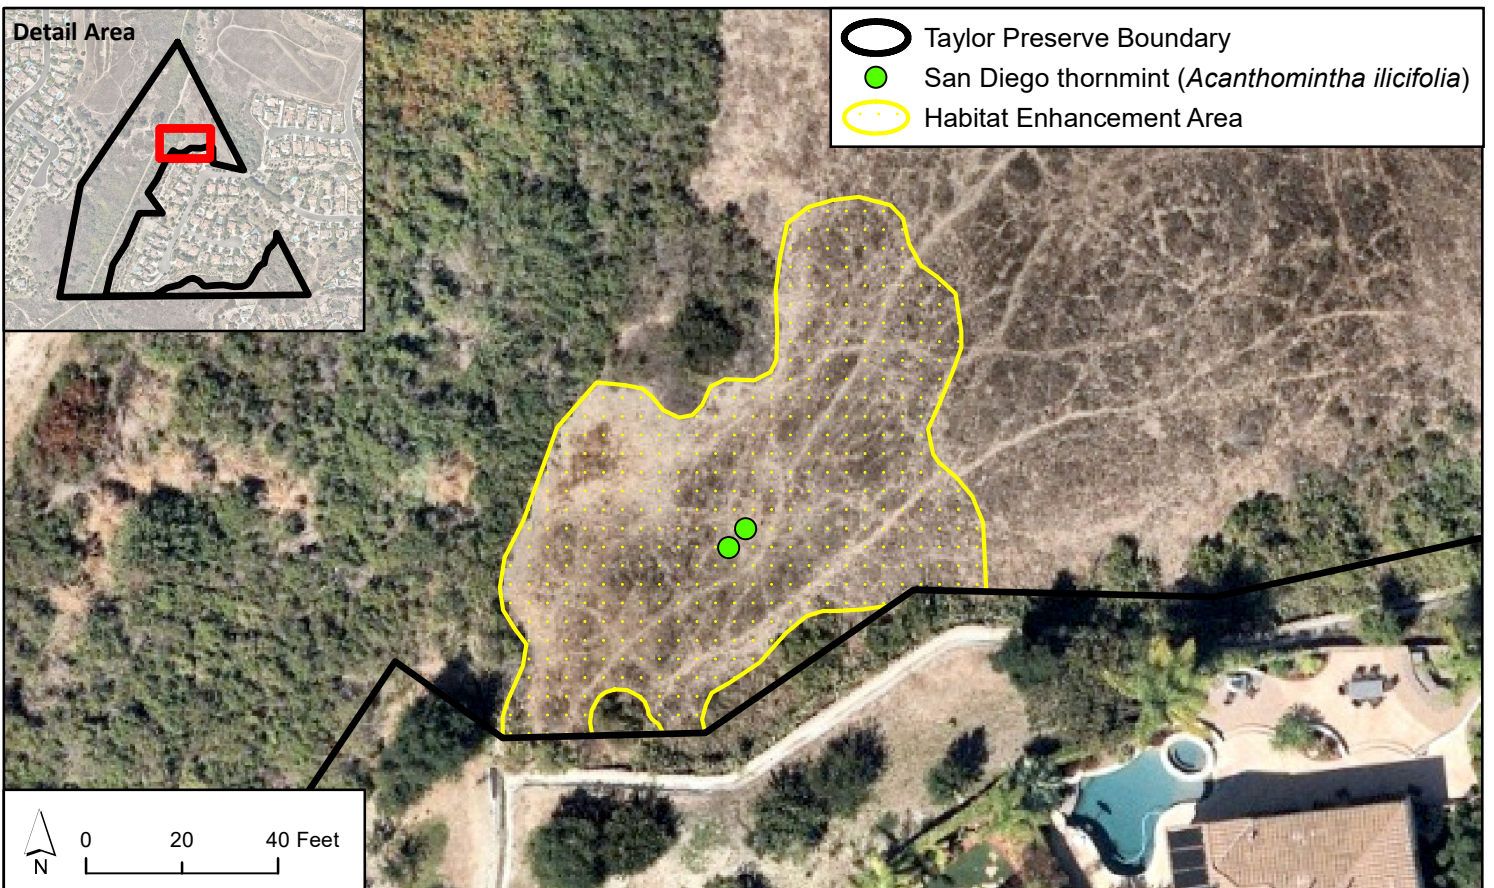 Detail Area
Taylor Preserve Boundary
San Diego thornmint (Acanthomintha ilicifolia)
Habitat Enhancement Area
0 20 40 Feet
N